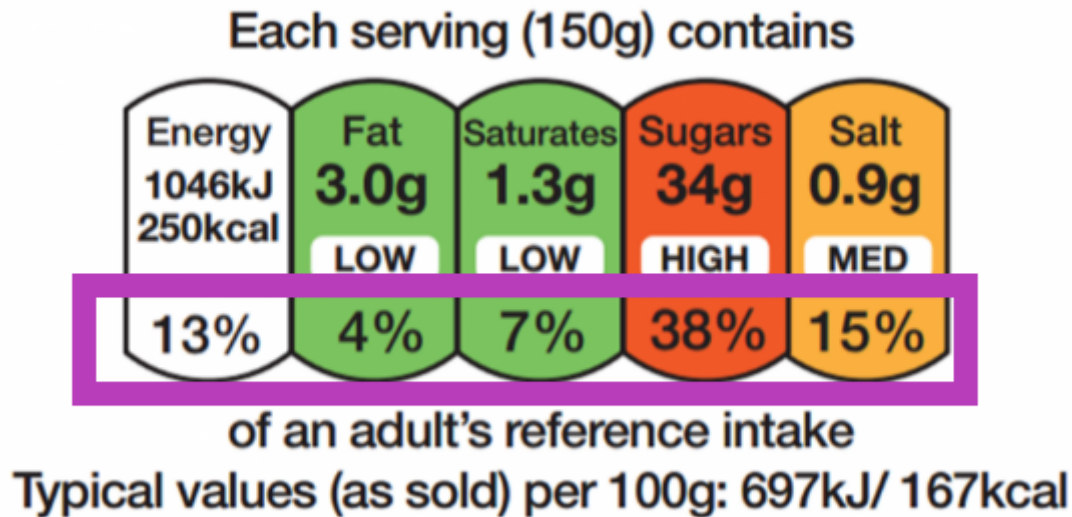 Each serving (150g) contains
Energy Fat Saturates Sugars Salt
1046kJ 3.0g 1.3g 34g 0.9g
250kcal
LOW LOW HIGH MED
13% 4% 7% 38% 15%
of an adult's reference intake
Typical values (as sold) per 100g: 697kJ/ 167kcal